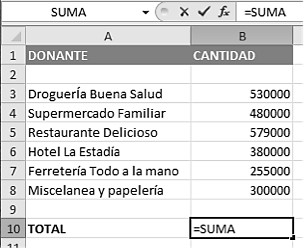 SUMA fx =SUMA
A B
1 DONANTE CANTIDAD
2
3 Droguería Buena Salud 530000
4 Supermercado Familiar 480000
5 Restaurante Delicioso 579000
6 Hotel La Estadía 380000
7 Ferretería Todo a la mano 255000
8 Miscelanea y papelería 300000
9
10 TOTAL =SUMA
11